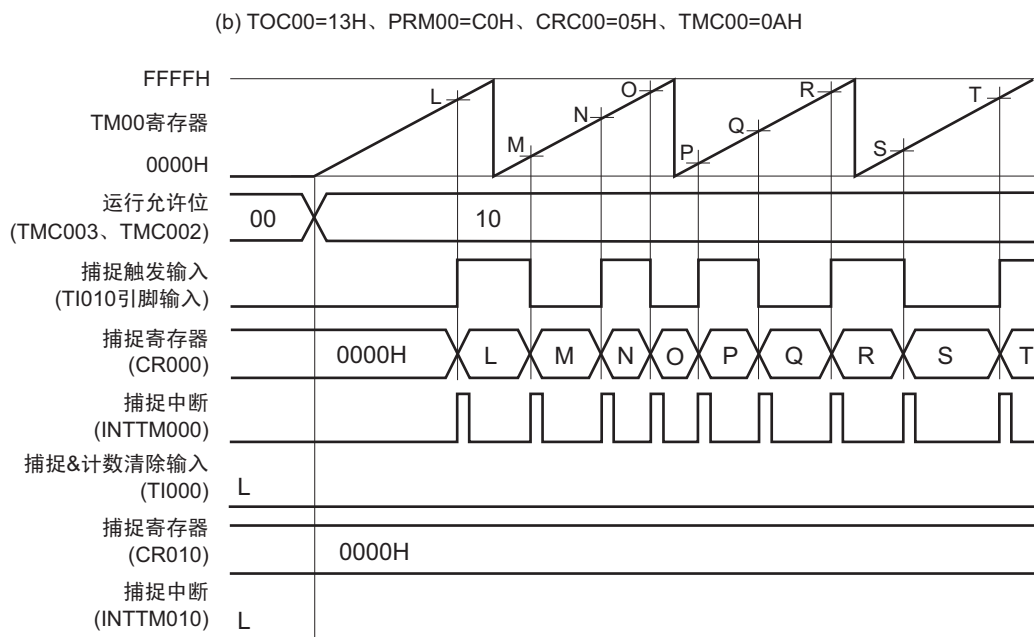 (b) TOC00=13H、PRM00=C0H、CRC00=05H、TMC00=0AH
FFFFH
TM00寄存器
0000H
L M N O P Q R S T
运行允许位
(TMC003、TMC002)
00 10
捕捉触发输入
(TI010引脚输入)
捕捉寄存器
(CR000)
0000H L M N O P Q R S T
捕捉中断
(INTTM000)
捕捉&计数清除输入
(TI000) L
捕捉寄存器
(CR010)
0000H
捕捉中断
(INTTM010) L